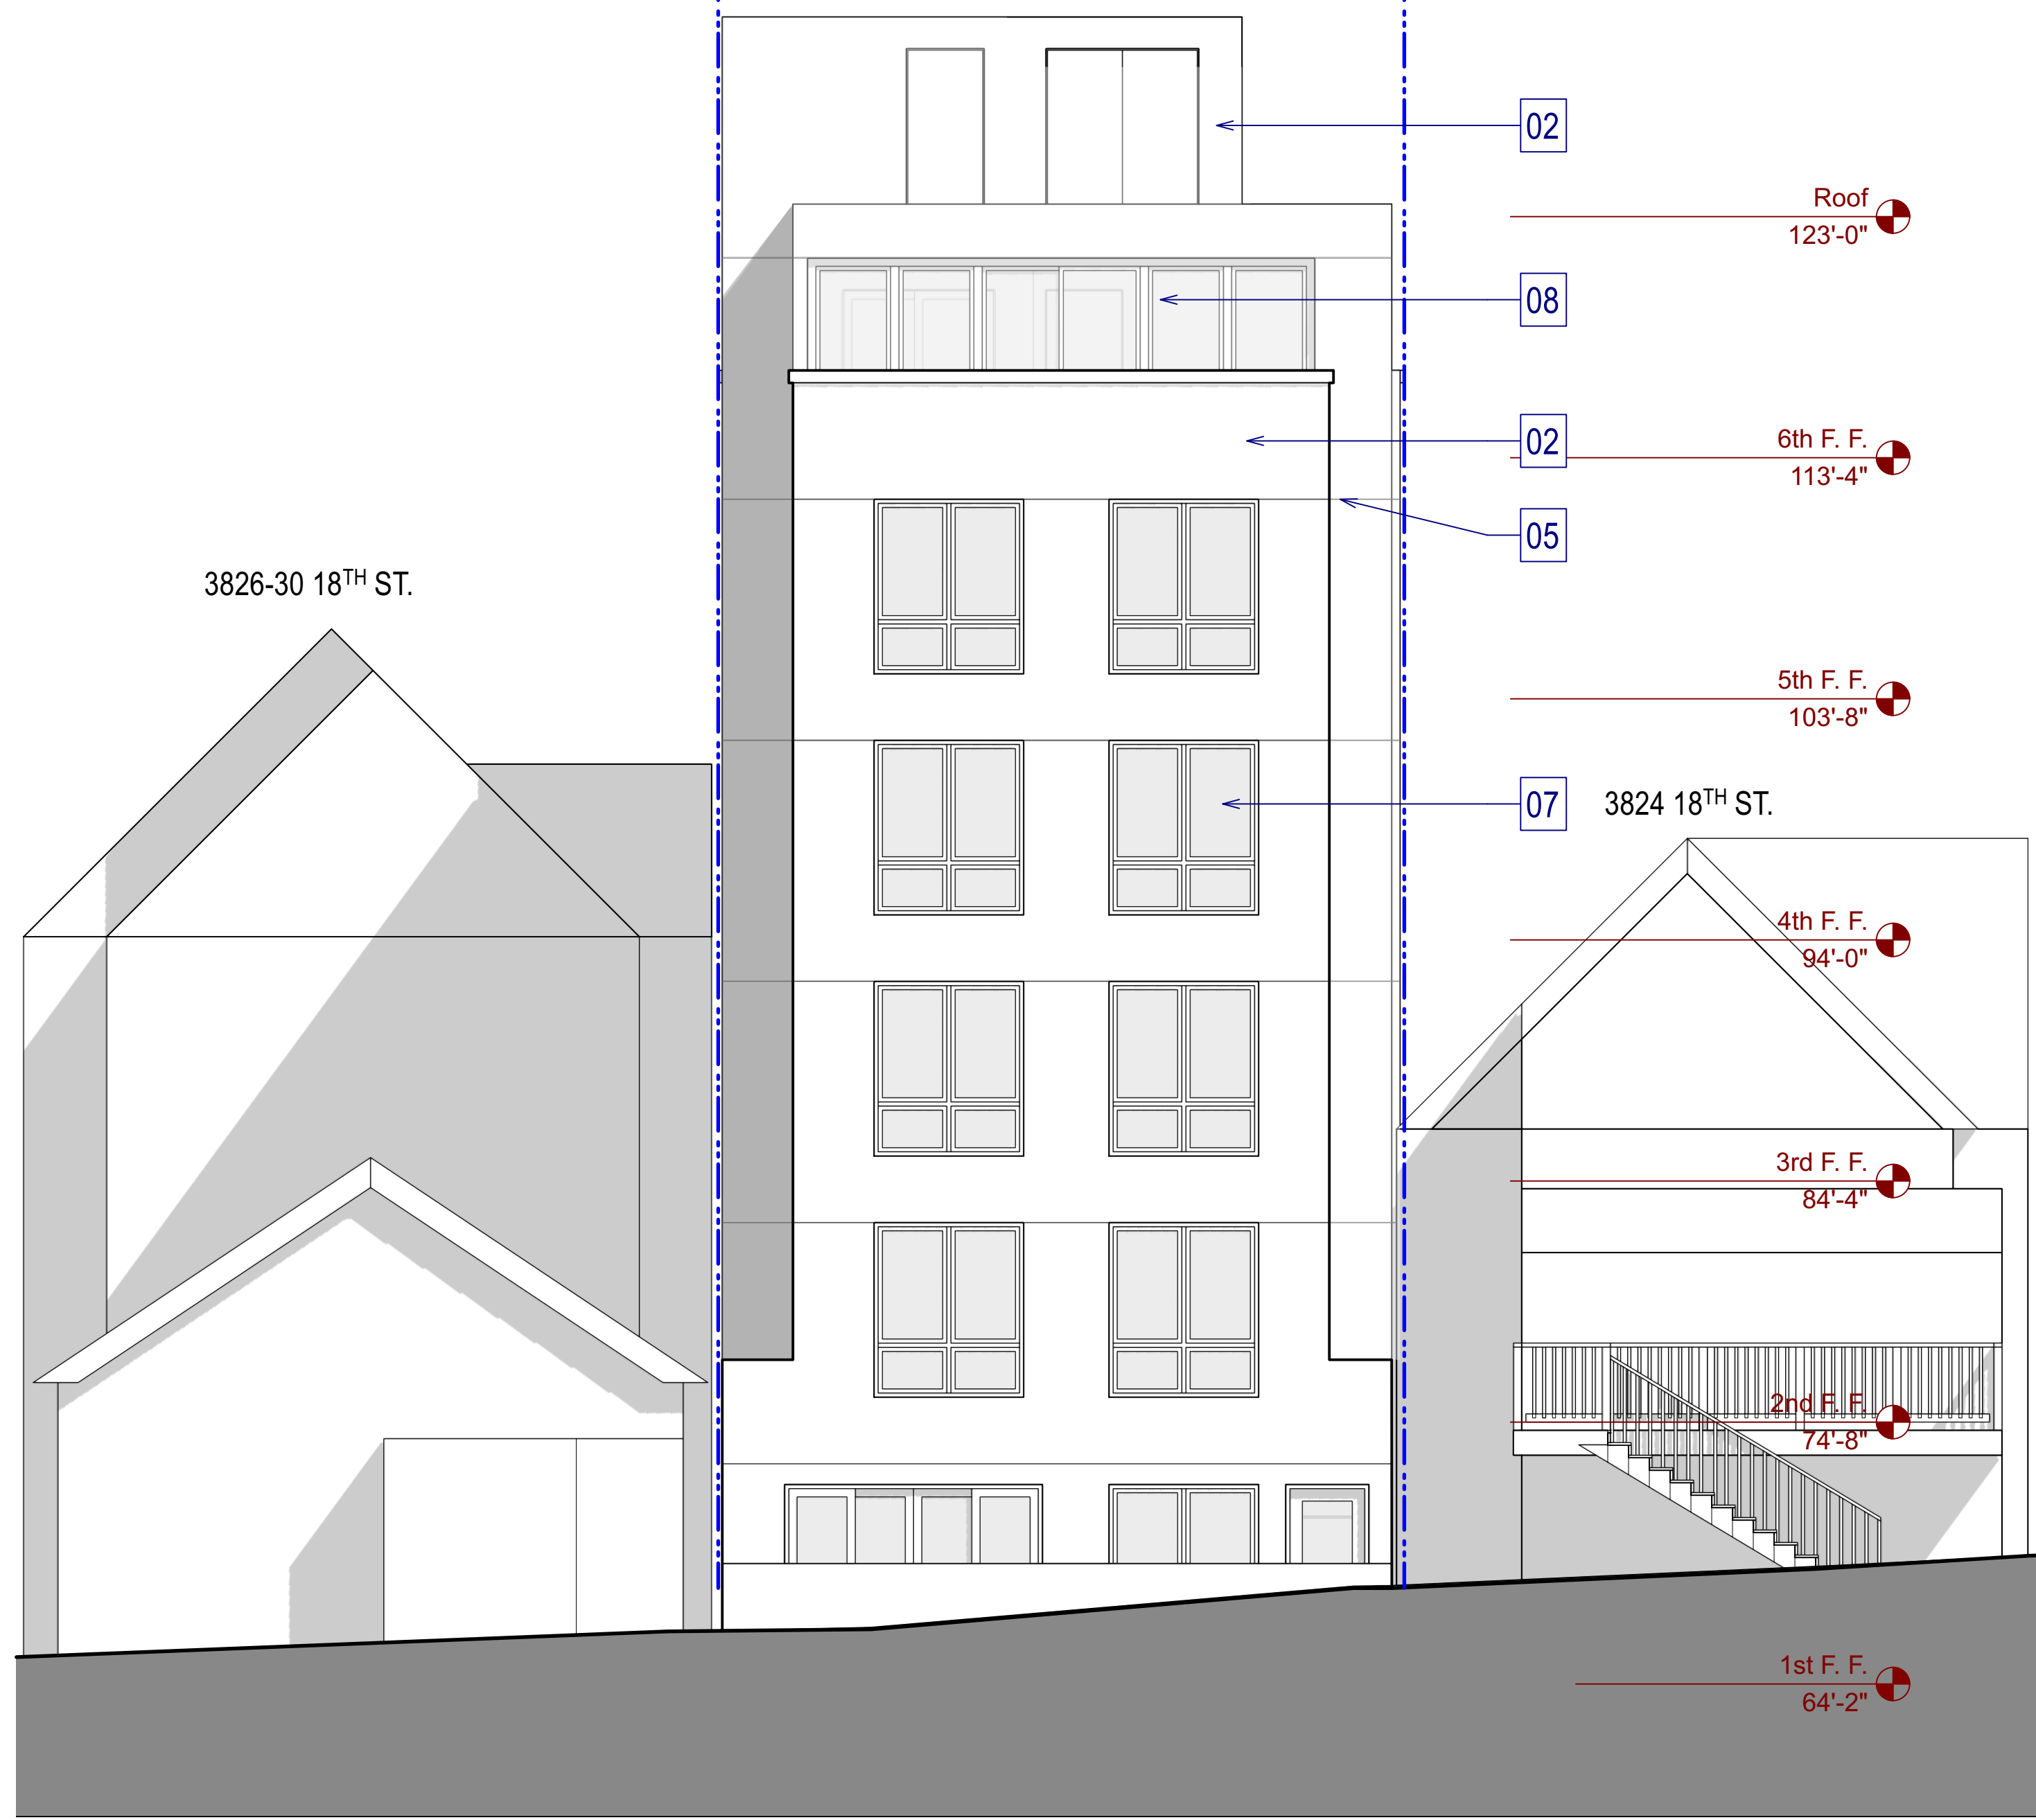 02
Roof
123'-0"
08
02
6th F. F.
113'-4"
05
3826-30 18TH ST.
5th F. F.
103'-8"
07
3824 18TH ST.
4th F. F.
94'-0"
3rd F. F.
84'-4"
2nd F. F.
74'-8"
1st F. F.
64'-2"